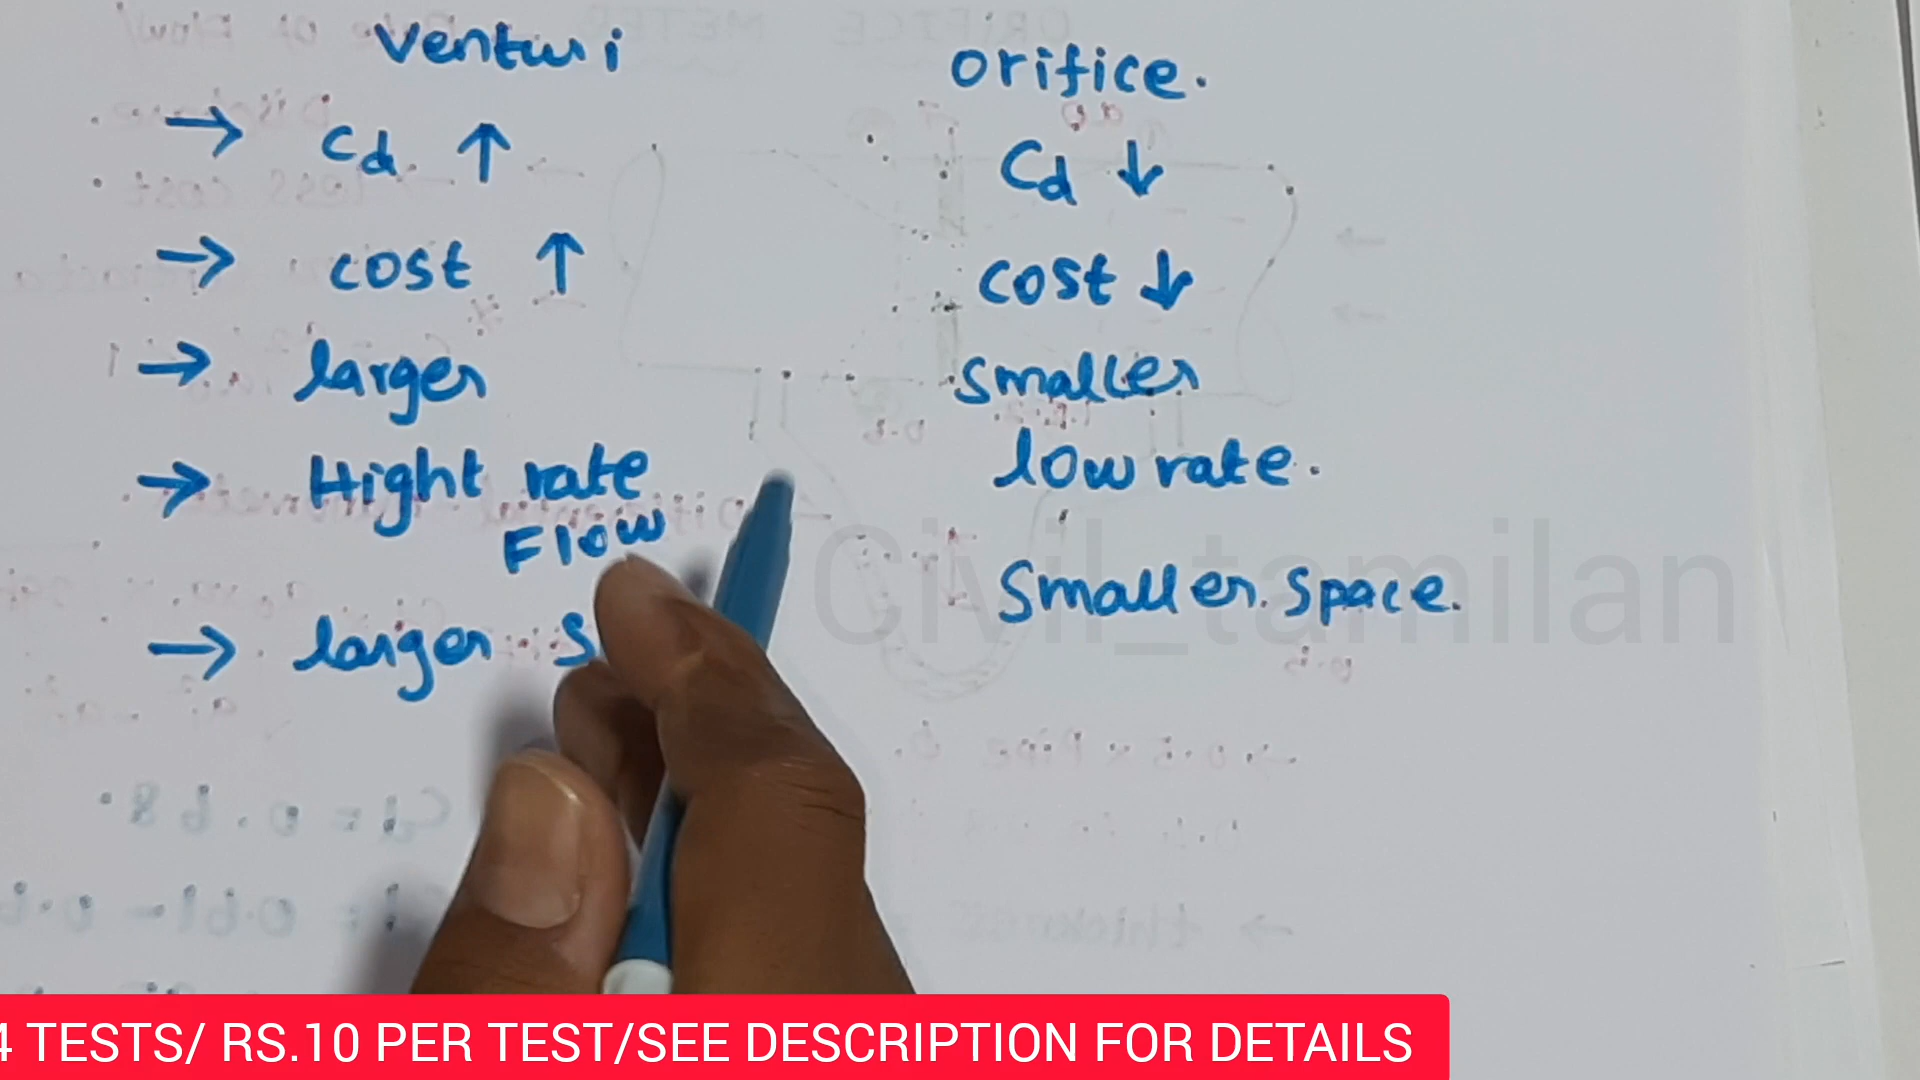 Venturi orifice.
→ Cd ↑ Cd ↓
→ cost ↑ cost ↓
→ larger smaller
→ Hight rate low rate.
Flow
→ larger s smaller space.
Civil_tamilan
4 TESTS/ RS.10 PER TEST/SEE DESCRIPTION FOR DETAILS